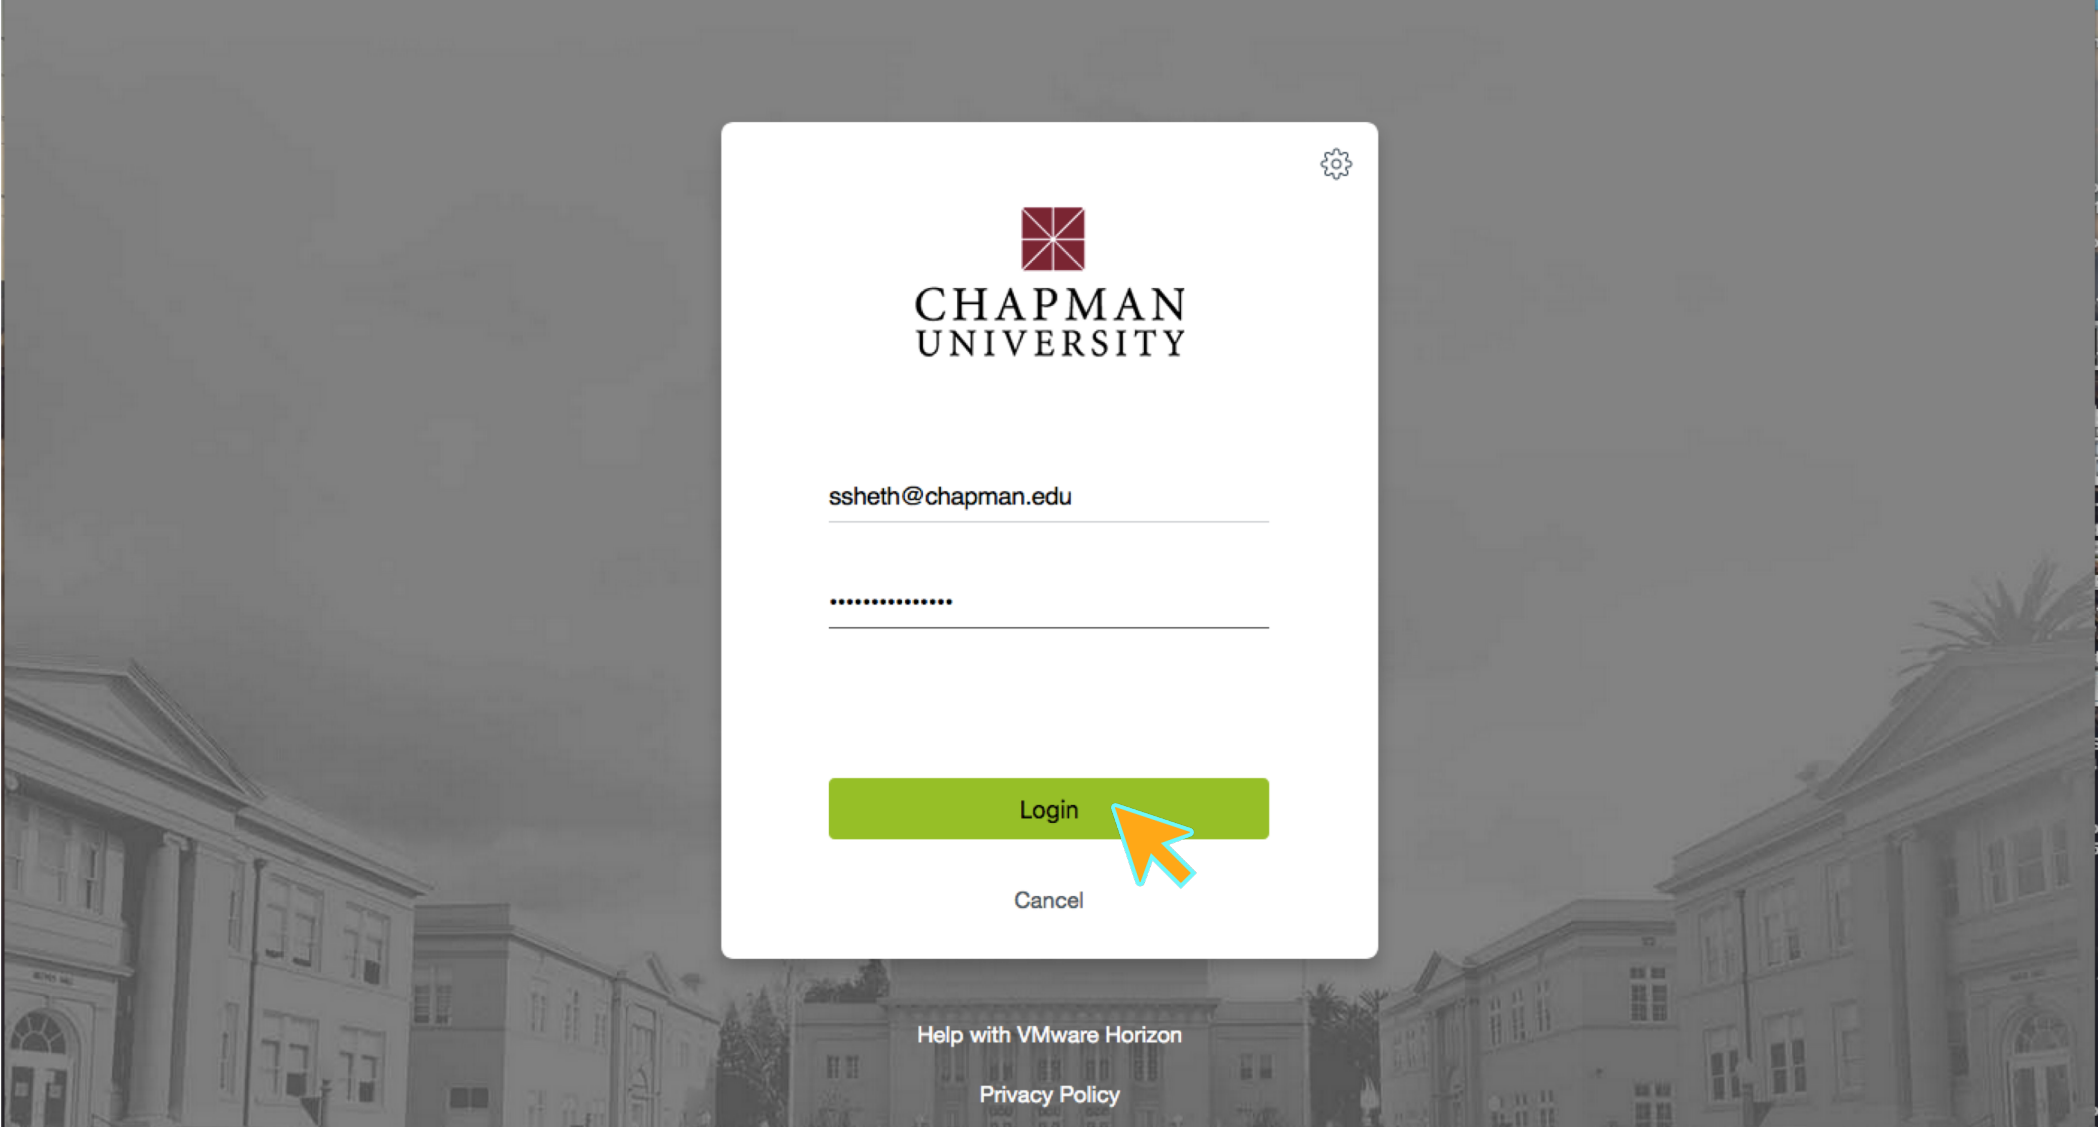 CHAPMAN
UNIVERSITY
ssheth@chapman.edu
•••••••••••••••
Login
Cancel
Help with VMware Horizon
Privacy Policy